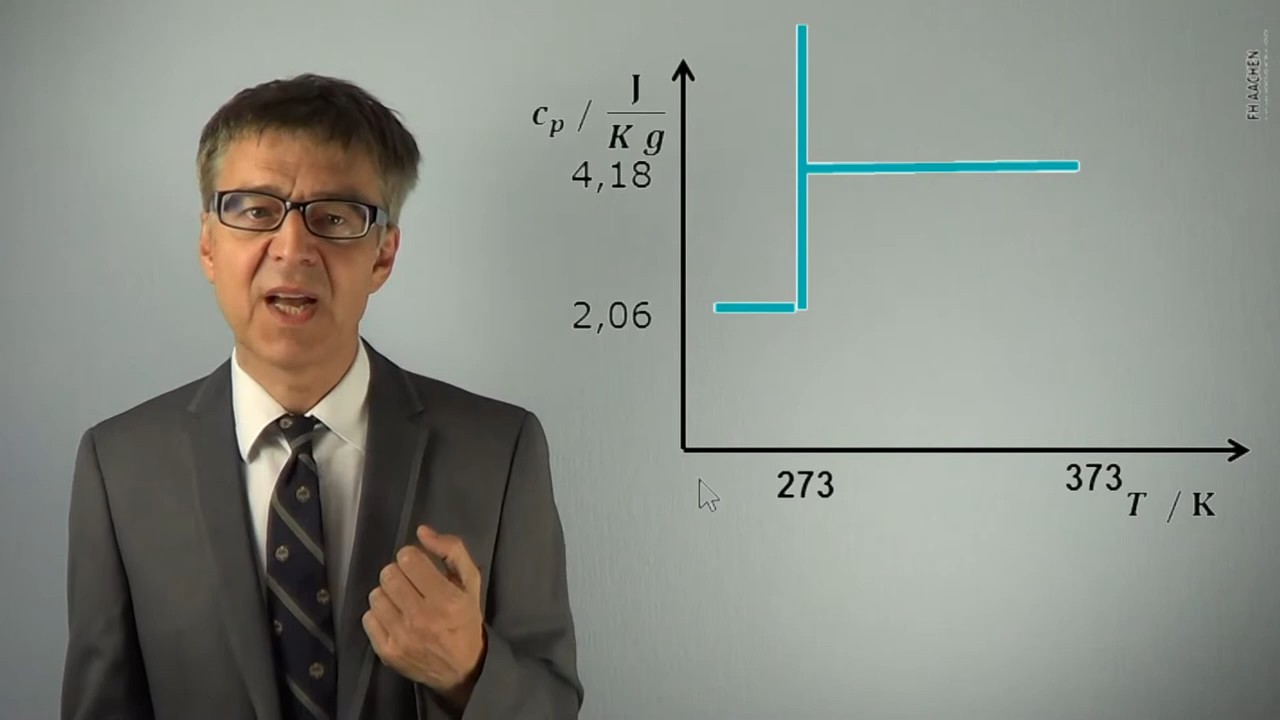 c_p / J
K g
4,18
2,06
273
373
T / K
FH AACHEN